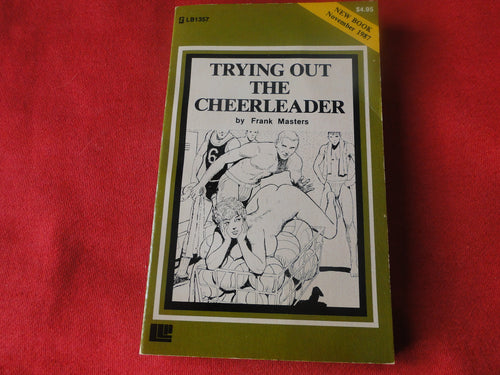 LB1357
$4.95
NEW BOOK
November 1987
TRYING OUT
THE
CHEERLEADER
by Frank Masters
6